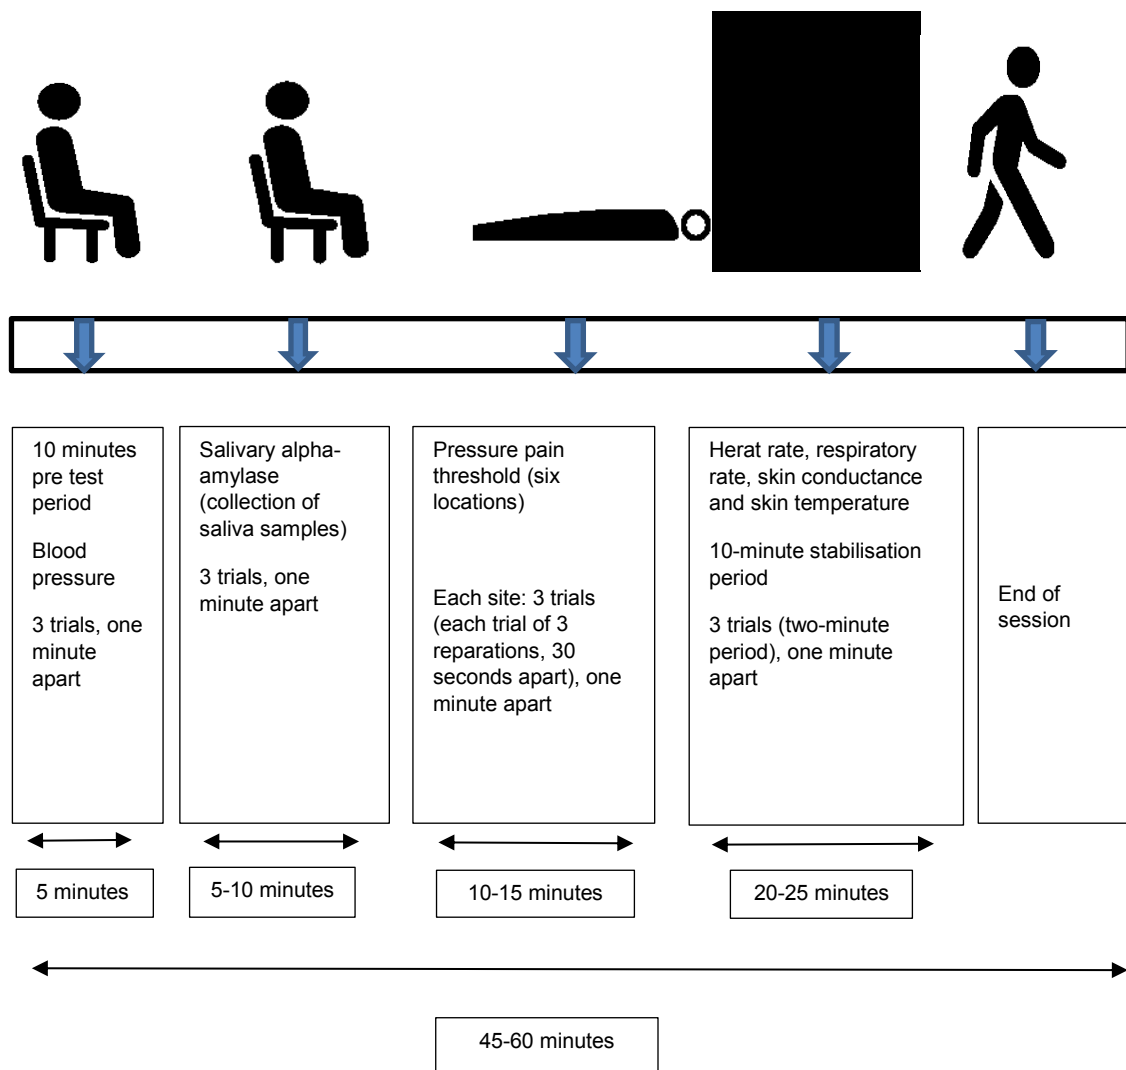 10 minutes
pre test
period
Blood
pressure
3 trials, one
minute
apart
Salivary alpha-
amylase
(collection of
saliva samples)
3 trials, one
minute apart
Pressure pain
threshold (six
locations)
Each site: 3 trials
(each trial of 3
reparations, 30
seconds apart), one
minute apart
Herat rate, respiratory
rate, skin conductance
and skin temperature
10-minute stabilisation
period
3 trials (two-minute
period), one minute
apart
End of
session
5 minutes
5-10 minutes
10-15 minutes
20-25 minutes
45-60 minutes